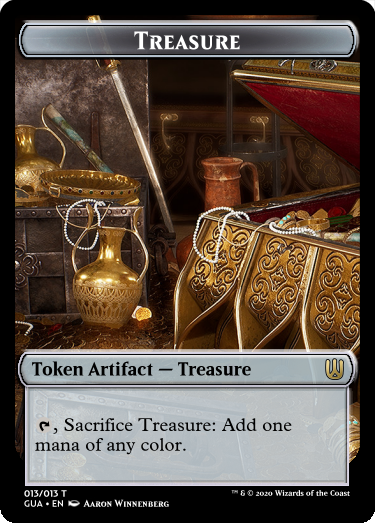 Treasure
Token Artifact — Treasure
, Sacrifice Treasure: Add one
mana of any color.
013/013 T
GUA • EN Aaron Winnenberg
™ & © 2020 Wizards of the Coast